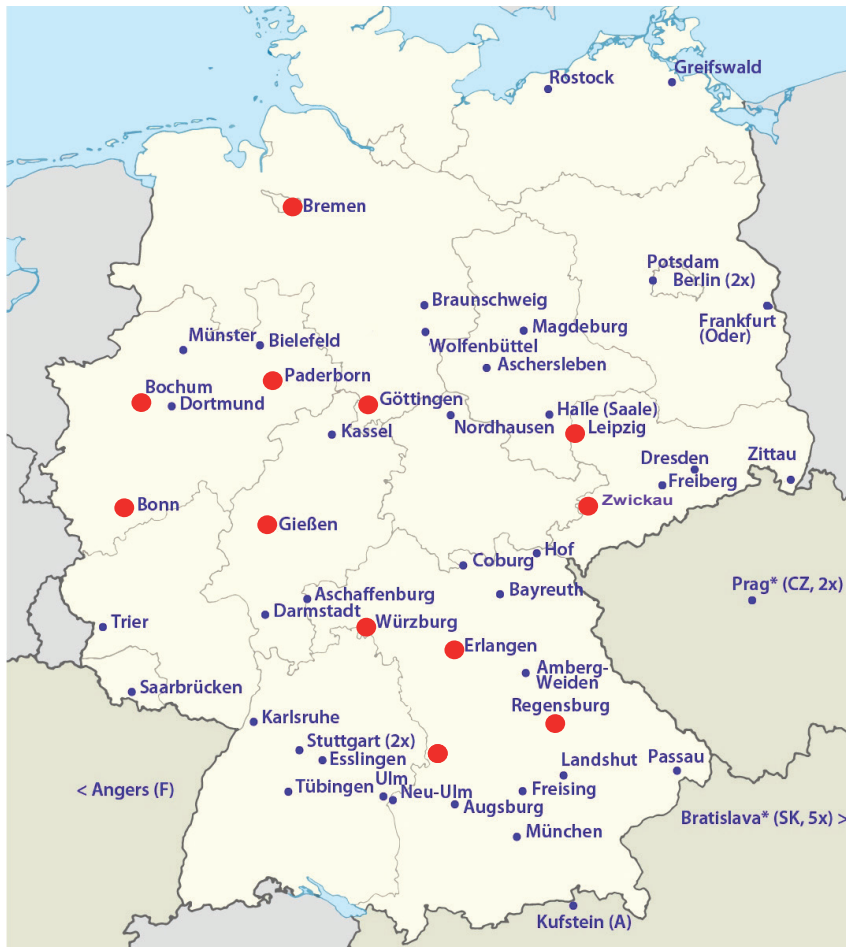 Rostock
Greifswald
Bremen
Potsdam
Berlin (2x)
Braunschweig
Frankfurt
(Oder)
Münster
Bielefeld
Wolfenbüttel
Magdeburg
Aschersleben
Paderborn
Bochum
Dortmund
Göttingen
Kassel
Nordhausen
Halle (Saale)
Leipzig
Dresden
Freiberg
Zittau
Bonn
Gießen
Zwickau
Coburg
Hof
Prag* (CZ, 2x)
Aschaffenburg
Bayreuth
Darmstadt
Trier
Würzburg
Erlangen
Amberg-
Weiden
Saarbrücken
Regensburg
Karlsruhe
Stuttgart (2x)
Esslingen
Landshut
Passau
< Angers (F)
Tübingen
Ulm
Neu-Ulm
Freising
Augsburg
Bratislava* (SK, 5x) >
München
Kufstein (A)